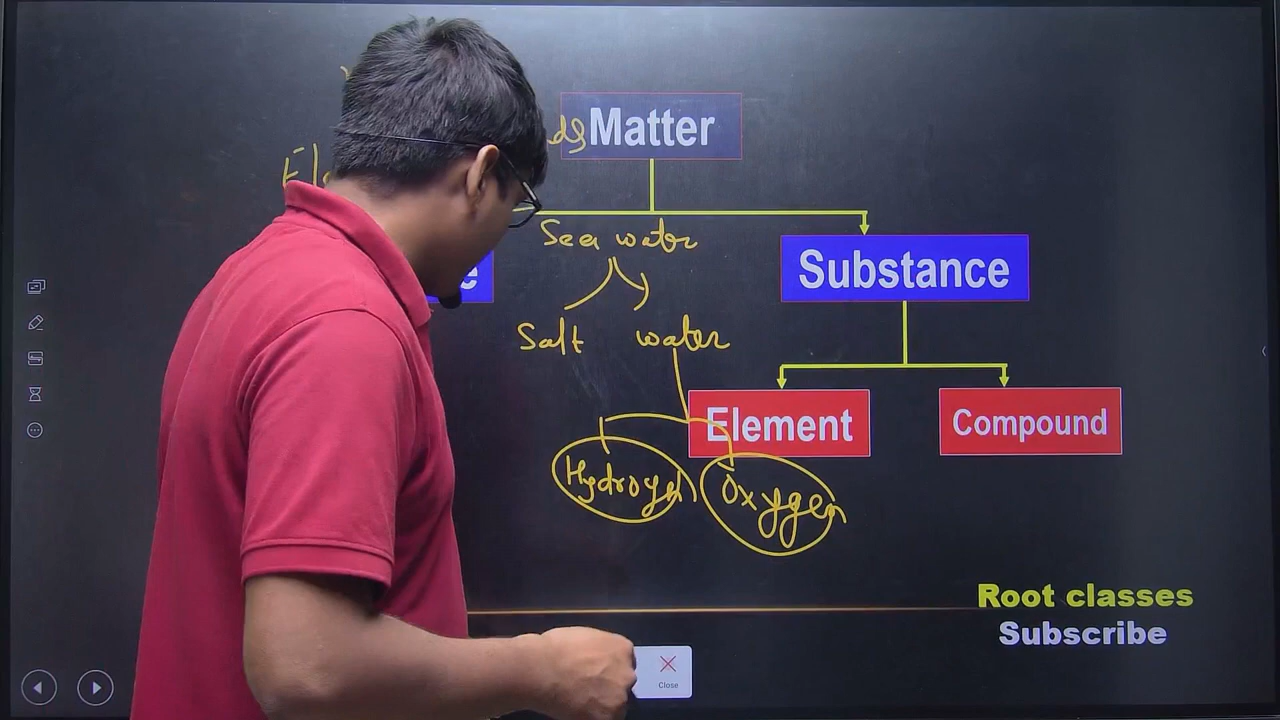 Matter
Sea water
Substance
Salt water
Element Compound
Hydrogen Oxygen
Root classes
Subscribe
Close